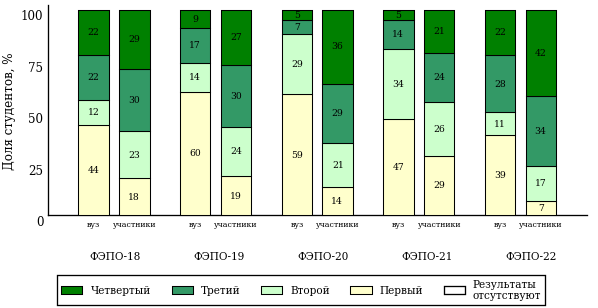 Доля студентов, %
100
75
50
25
0
22 29 9 27 5 36 5 21 22 42
22 30 17 30 7 29 14 24 28 34
12 23 14 24 29 21 34 26 11 17
44 18 60 19 59 14 47 29 39 7
вуз участники вуз участники вуз участники вуз участники вуз участники
ФЭПО-18 ФЭПО-19 ФЭПО-20 ФЭПО-21 ФЭПО-22
Четвертый Третий Второй Первый Результаты
отсутствуют